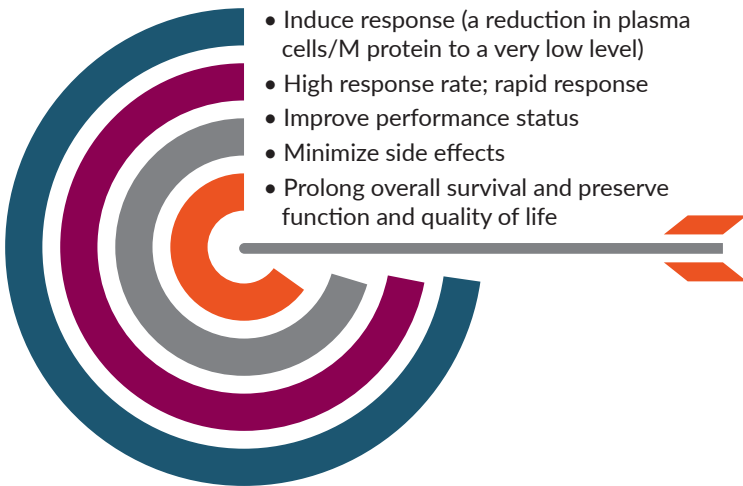 • Induce response (a reduction in plasma
cells/M protein to a very low level)
• High response rate; rapid response
• Improve performance status
• Minimize side effects
• Prolong overall survival and preserve
function and quality of life